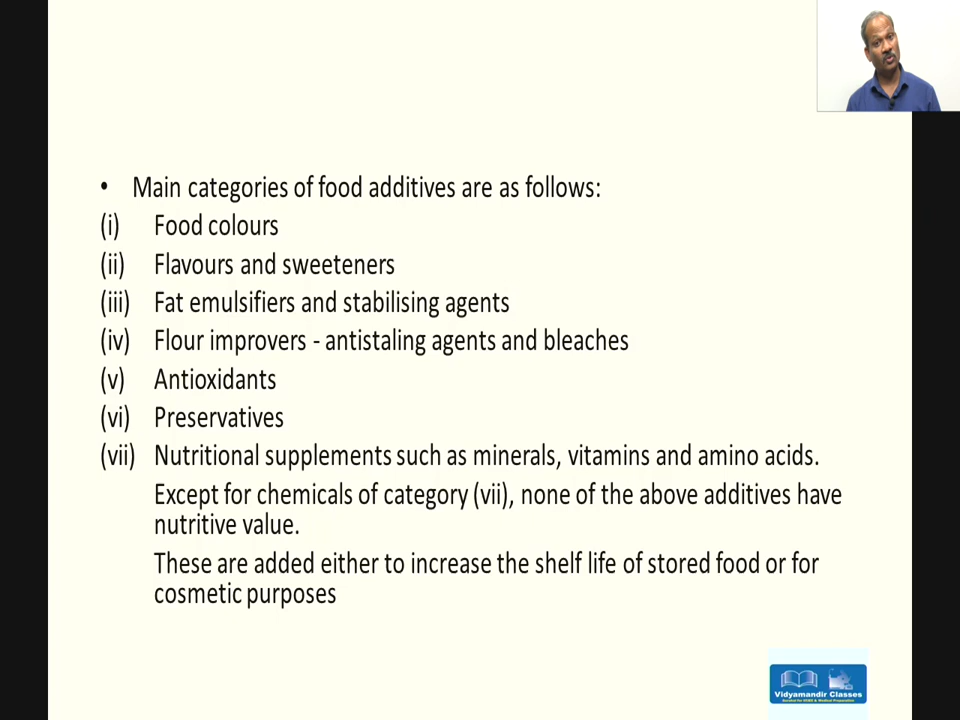 • Main categories of food additives are as follows:
(i) Food colours
(ii) Flavours and sweeteners
(iii) Fat emulsifiers and stabilising agents
(iv) Flour improvers - antistaling agents and bleaches
(v) Antioxidants
(vi) Preservatives
(vii) Nutritional supplements such as minerals, vitamins and amino acids.
Except for chemicals of category (vii), none of the above additives have
nutritive value.
These are added either to increase the shelf life of stored food or for
cosmetic purposes
Vidyamandir Classes